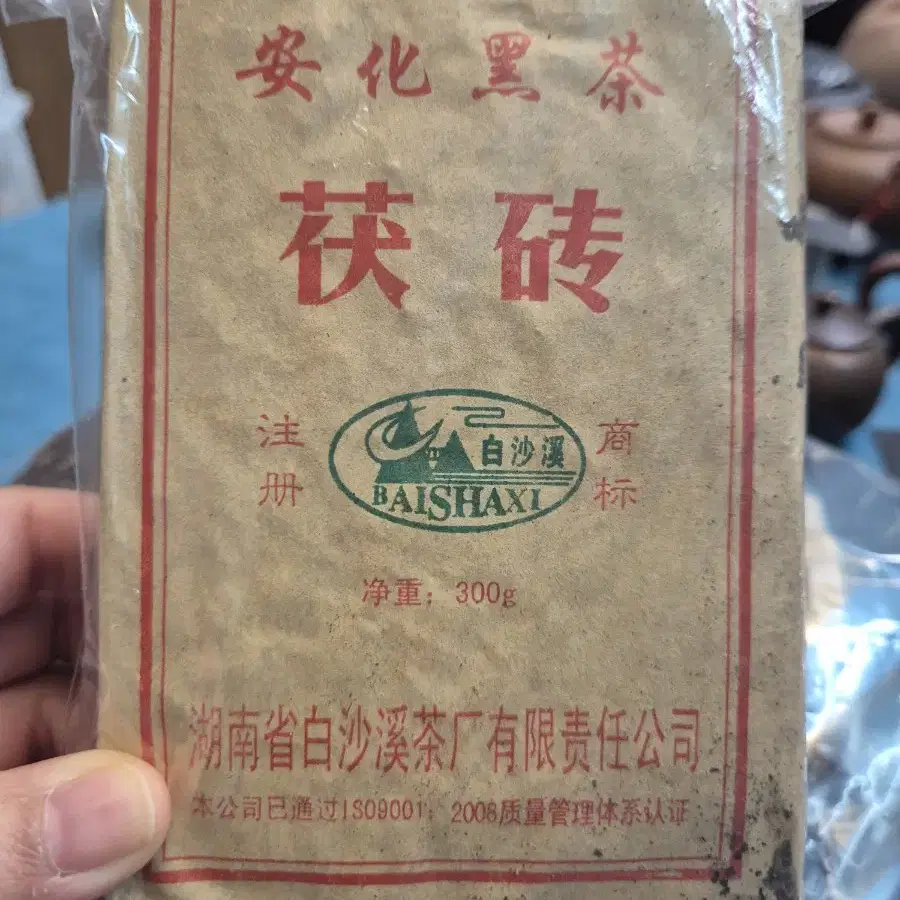 安化黑茶
茯砖
注册
白沙溪
BAISHAXI
商标
净重：300g
湖南省白沙溪茶厂有限责任公司
本公司已通过ISO9001：2008质量管理体系认证